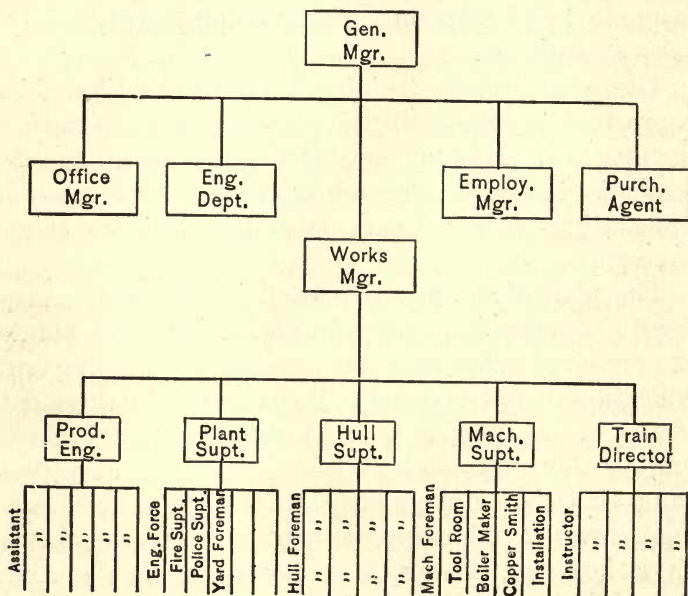 Gen.
Mgr.
Office
Mgr.
Eng.
Dept.
Employ.
Mgr.
Purch.
Agent
Works
Mgr.
Prod.
Eng.
Plant
Supt.
Hull
Supt.
Mach.
Supt.
Train
Director
Assistant
„
„
„
„
Eng. Force
Fire Supt.
Police Supt.
Yard Foreman
Hull Foreman
„ „
„ „
„ „
„ „
Mach Foreman
Tool Room
Boiler Maker
Copper Smith
Installation
Instructor
„
„
„
„